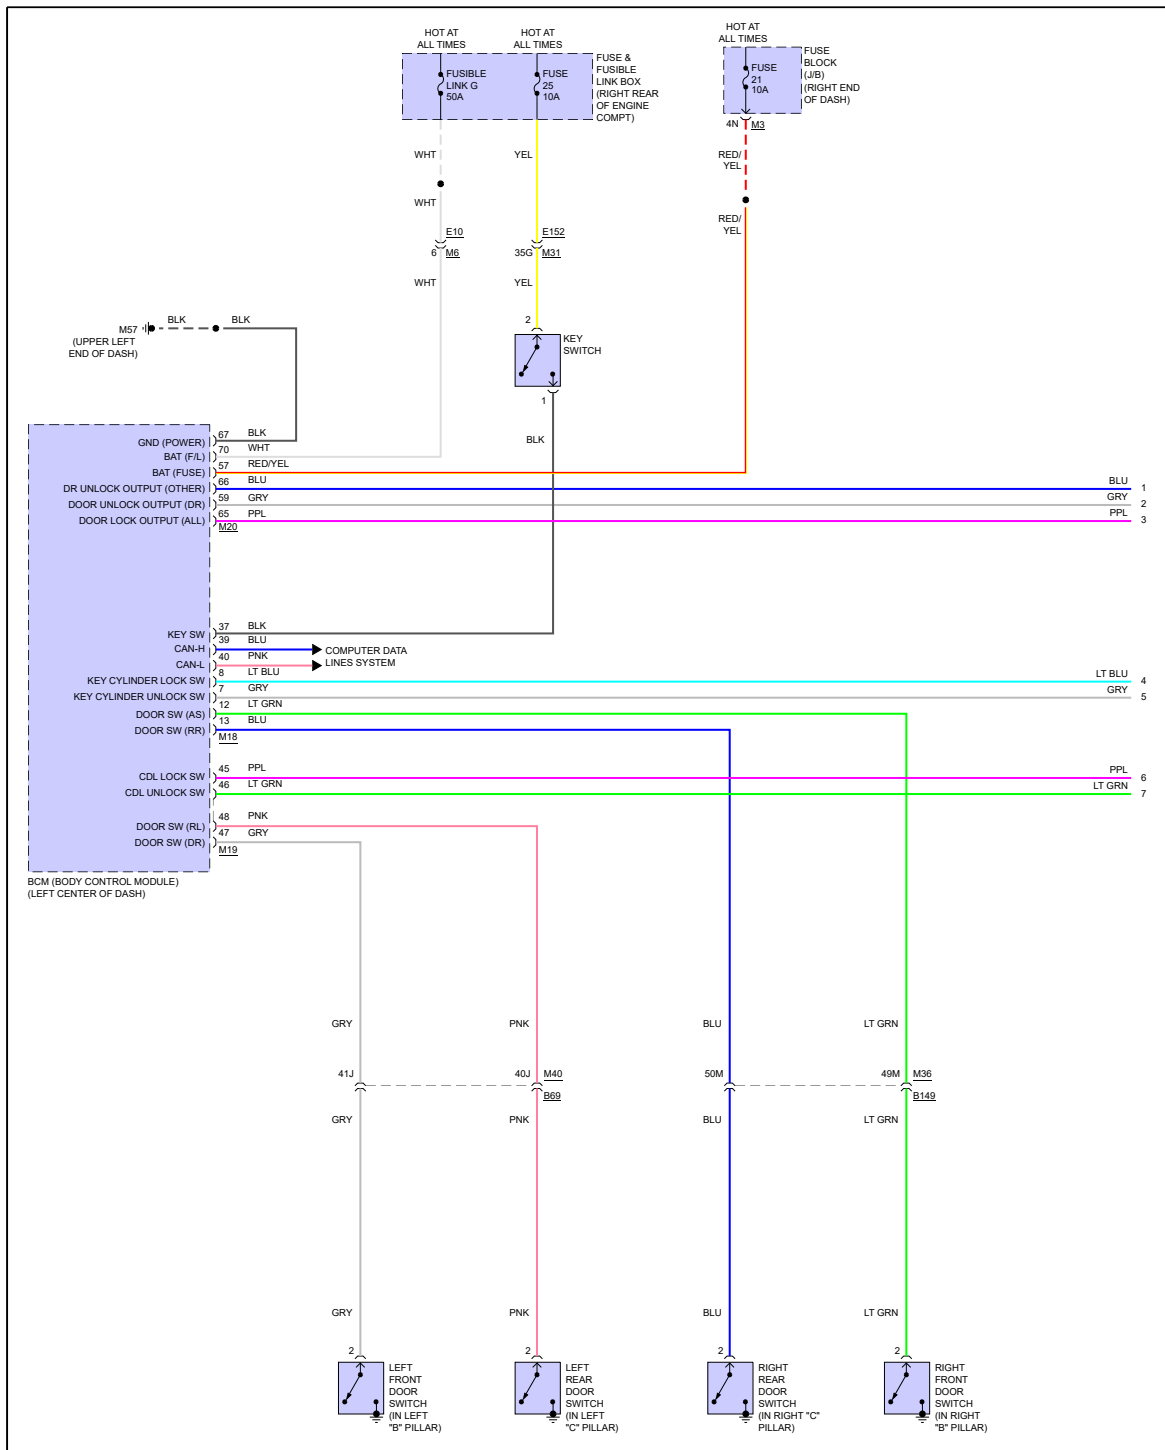 HOT AT
ALL TIMES
HOT AT
ALL TIMES
HOT AT
ALL TIMES
FUSIBLE
LINK G
50A
FUSE
25
10A
FUSE &
FUSIBLE
LINK BOX
(RIGHT REAR
OF ENGINE
COMPT)
FUSE
21
10A
FUSE
BLOCK
(J/B)
(RIGHT END
OF DASH)
4N
M3
WHT
YEL
RED/
YEL
WHT
RED/
YEL
E10
6
M6
E152
35G
M31
WHT
YEL
M57
(UPPER LEFT
END OF DASH)
BLK
BLK
2
KEY
SWITCH
1
BLK
GND (POWER)
67
BLK
BAT (F/L)
70
WHT
BAT (FUSE)
57
RED/YEL
DR UNLOCK OUTPUT (OTHER)
66
BLU
BLU
1
DOOR UNLOCK OUTPUT (DR)
59
GRY
GRY
2
DOOR LOCK OUTPUT (ALL)
65
PPL
PPL
3
M20
KEY SW
37
BLK
CAN-H
39
BLU
CAN-L
40
PNK
COMPUTER DATA
LINES SYSTEM
KEY CYLINDER LOCK SW
8
LT BLU
LT BLU
4
KEY CYLINDER UNLOCK SW
7
GRY
GRY
5
DOOR SW (AS)
12
LT GRN
DOOR SW (RR)
13
BLU
M18
CDL LOCK SW
45
PPL
PPL
6
CDL UNLOCK SW
46
LT GRN
LT GRN
7
DOOR SW (RL)
48
PNK
DOOR SW (DR)
47
GRY
M19
BCM (BODY CONTROL MODULE)
(LEFT CENTER OF DASH)
GRY
PNK
BLU
LT GRN
41J
40J
M40
B69
50M
49M
M36
B149
GRY
PNK
BLU
LT GRN
GRY
PNK
BLU
LT GRN
2
LEFT
FRONT
DOOR
SWITCH
(IN LEFT
"B" PILLAR)
2
LEFT
REAR
DOOR
SWITCH
(IN LEFT
"C" PILLAR)
2
RIGHT
REAR
DOOR
SWITCH
(IN RIGHT "C"
PILLAR)
2
RIGHT
FRONT
DOOR
SWITCH
(IN RIGHT
"B" PILLAR)